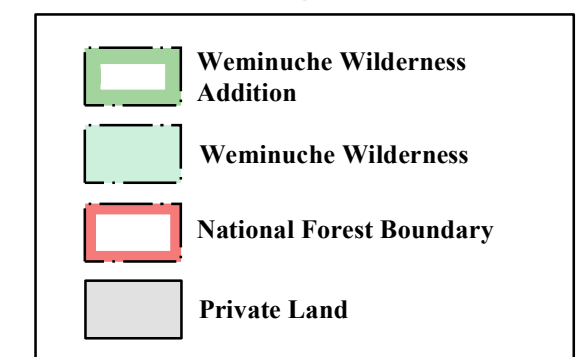 Weminuche Wilderness
Addition
Weminuche Wilderness
National Forest Boundary
Private Land